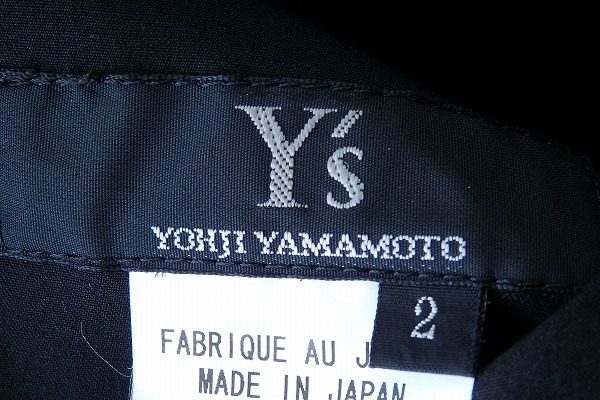 Y's
YOHJI YAMAMOTO
2
FABRIQUE AU J
MADE IN JAPAN